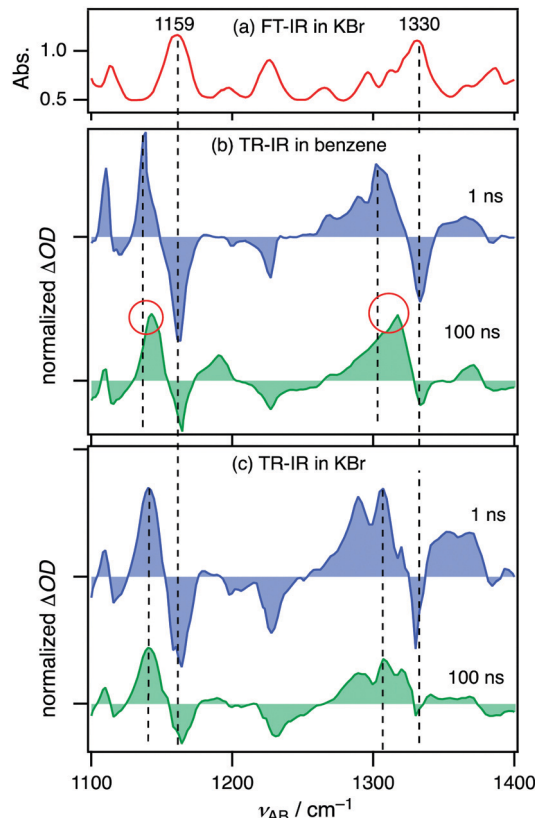 1159
1330
(a) FT-IR in KBr
Abs.
1.0
0.5
(b) TR-IR in benzene
1 ns
100 ns
normalized ΔOD
(c) TR-IR in KBr
1 ns
100 ns
normalized ΔOD
1100
1200
1300
1400
νAB / cm⁻¹